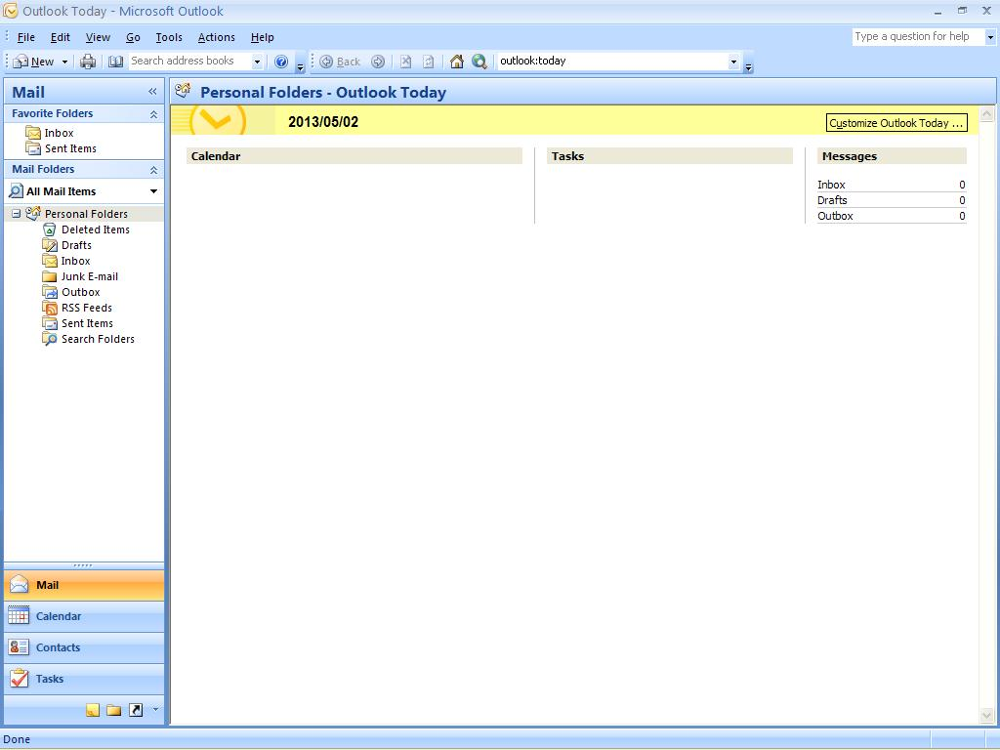 Outlook Today - Microsoft Outlook
File Edit View Go Tools Actions Help Type a question for help
New Search address books Back outlook:today
Mail
Favorite Folders
Inbox
Sent Items
Mail Folders
All Mail Items
Personal Folders
Deleted Items
Drafts
Inbox
Junk E-mail
Outbox
RSS Feeds
Sent Items
Search Folders
Mail
Calendar
Contacts
Tasks
Personal Folders - Outlook Today
2013/05/02 Customize Outlook Today ...
Calendar Tasks Messages
Inbox 0
Drafts 0
Outbox 0
Done